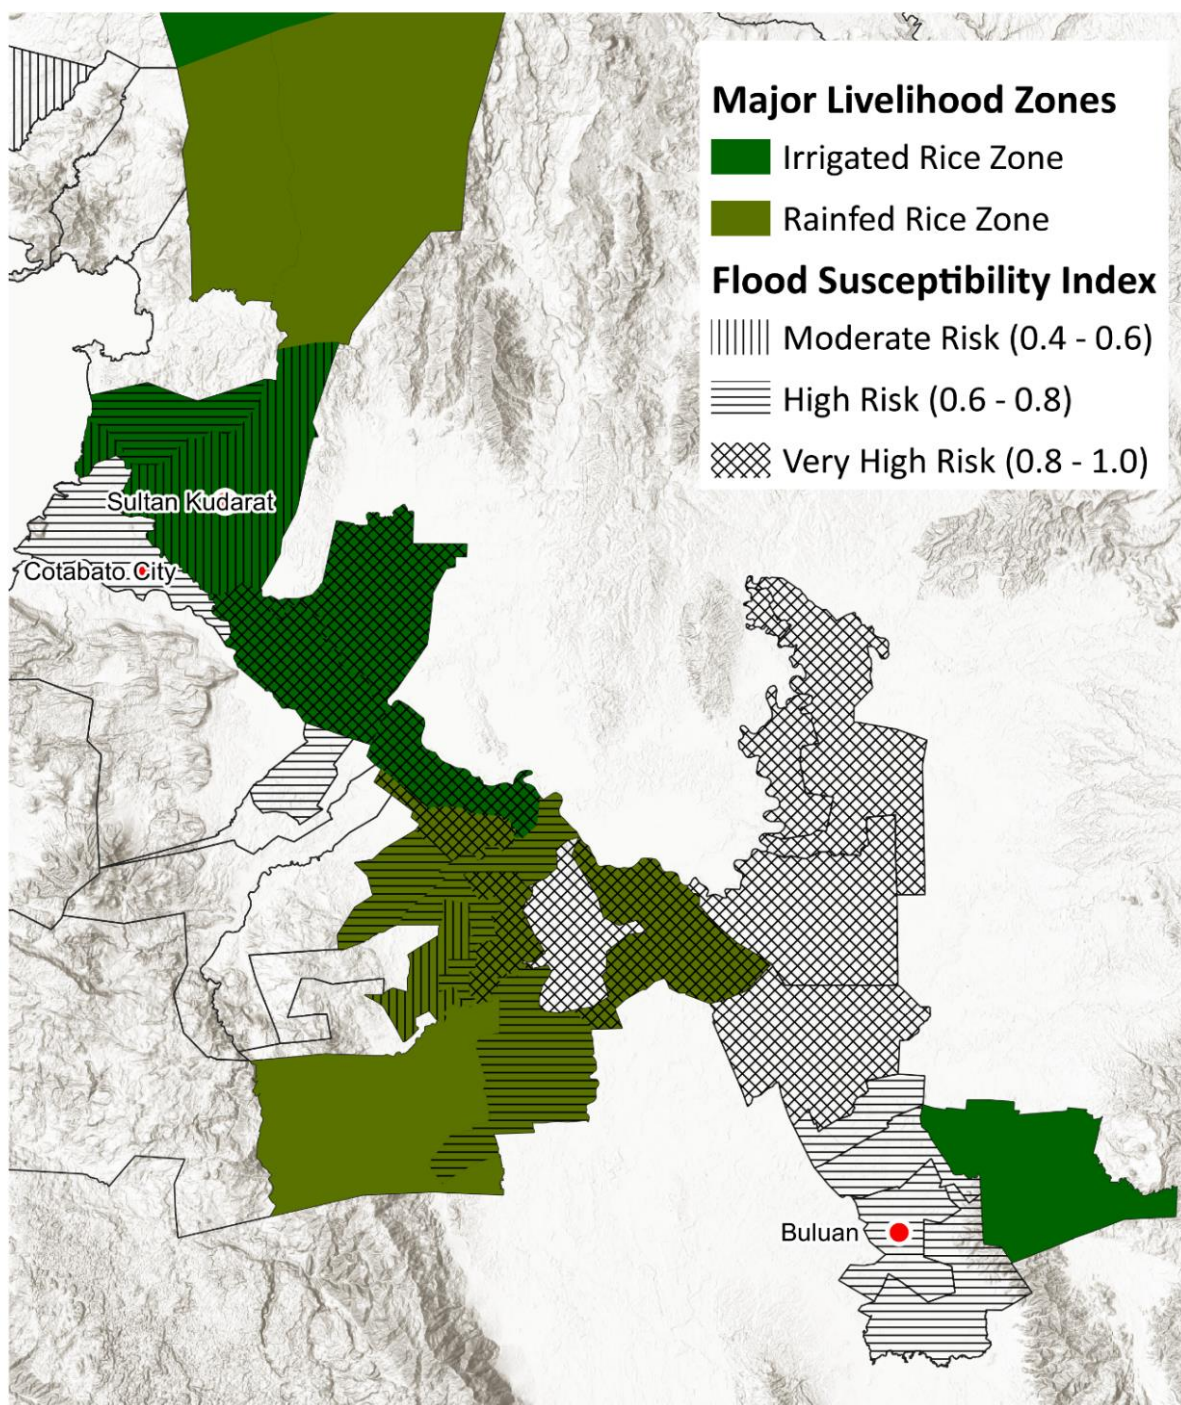 Major Livelihood Zones
Irrigated Rice Zone
Rainfed Rice Zone
Flood Susceptibility Index
Moderate Risk (0.4 - 0.6)
High Risk (0.6 - 0.8)
Very High Risk (0.8 - 1.0)
Sultan Kudarat
Cotabato City
Buluan